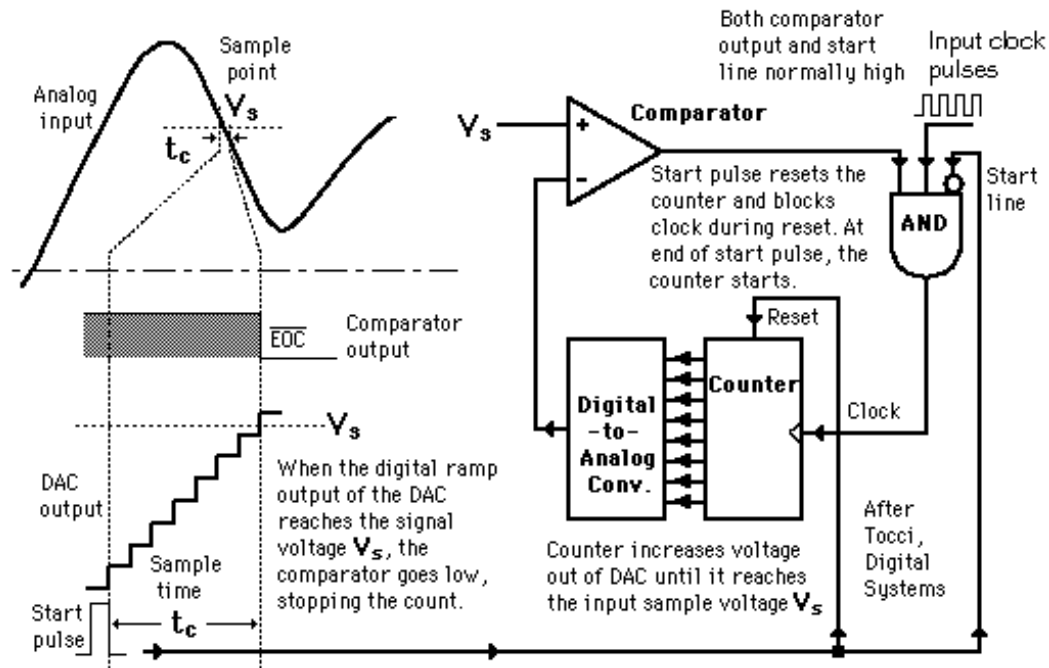 Analog
input
Sample
point
Vs
tc
EOC
Comparator
output
Vs
DAC
output
Sample
time
Start
pulse
tc
When the digital ramp
output of the DAC
reaches the signal
voltage Vs, the
comparator goes low,
stopping the count.
Both comparator
output and start
line normally high
Input clock
pulses
Vs
+
-
Comparator
Start
line
AND
Start pulse resets the
counter and blocks
clock during reset. At
end of start pulse, the
counter starts.
Reset
Digital
-to-
Analog
Conv.
Counter
Clock
Counter increases voltage
out of DAC until it reaches
the input sample voltage Vs
After
Tocci,
Digital
Systems